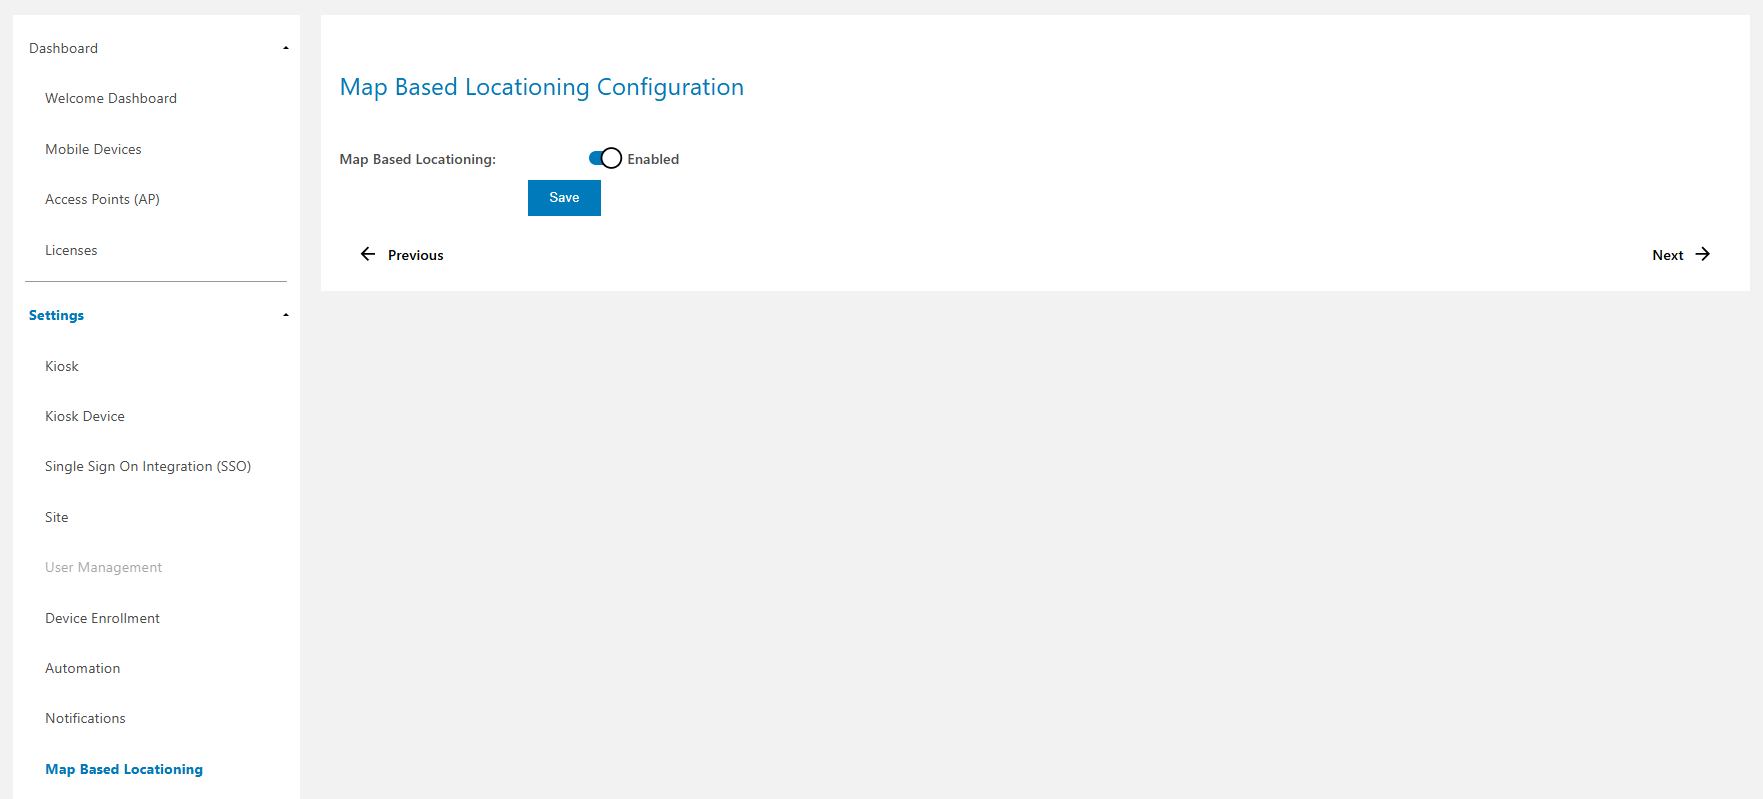 Dashboard
Welcome Dashboard
Mobile Devices
Access Points (AP)
Licenses
Settings
Kiosk
Kiosk Device
Single Sign On Integration (SSO)
Site
User Management
Device Enrollment
Automation
Notifications
Map Based Locationing
Map Based Locationing Configuration
Map Based Locationing: Enabled
Save
Previous Next